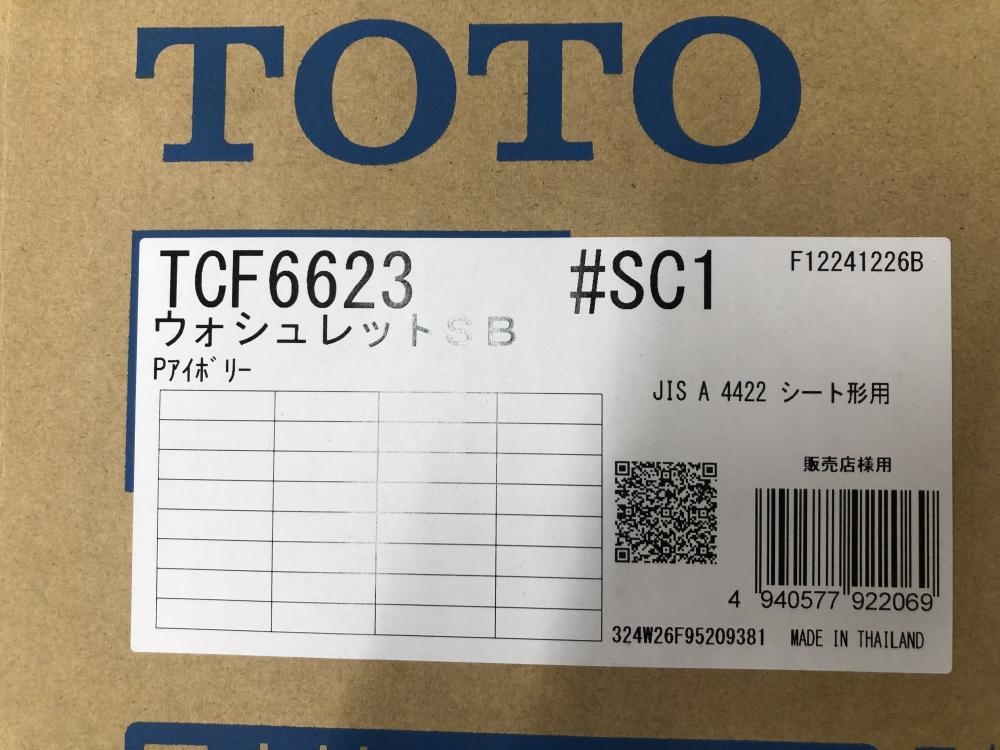 TOTO
TCF6623 #SC1 F12241226B
ウォシュレットSB
Pアイボリー
JIS A 4422 シート形用
販売店様用
4 940577 922069
324W26F95209381 MADE IN THAILAND